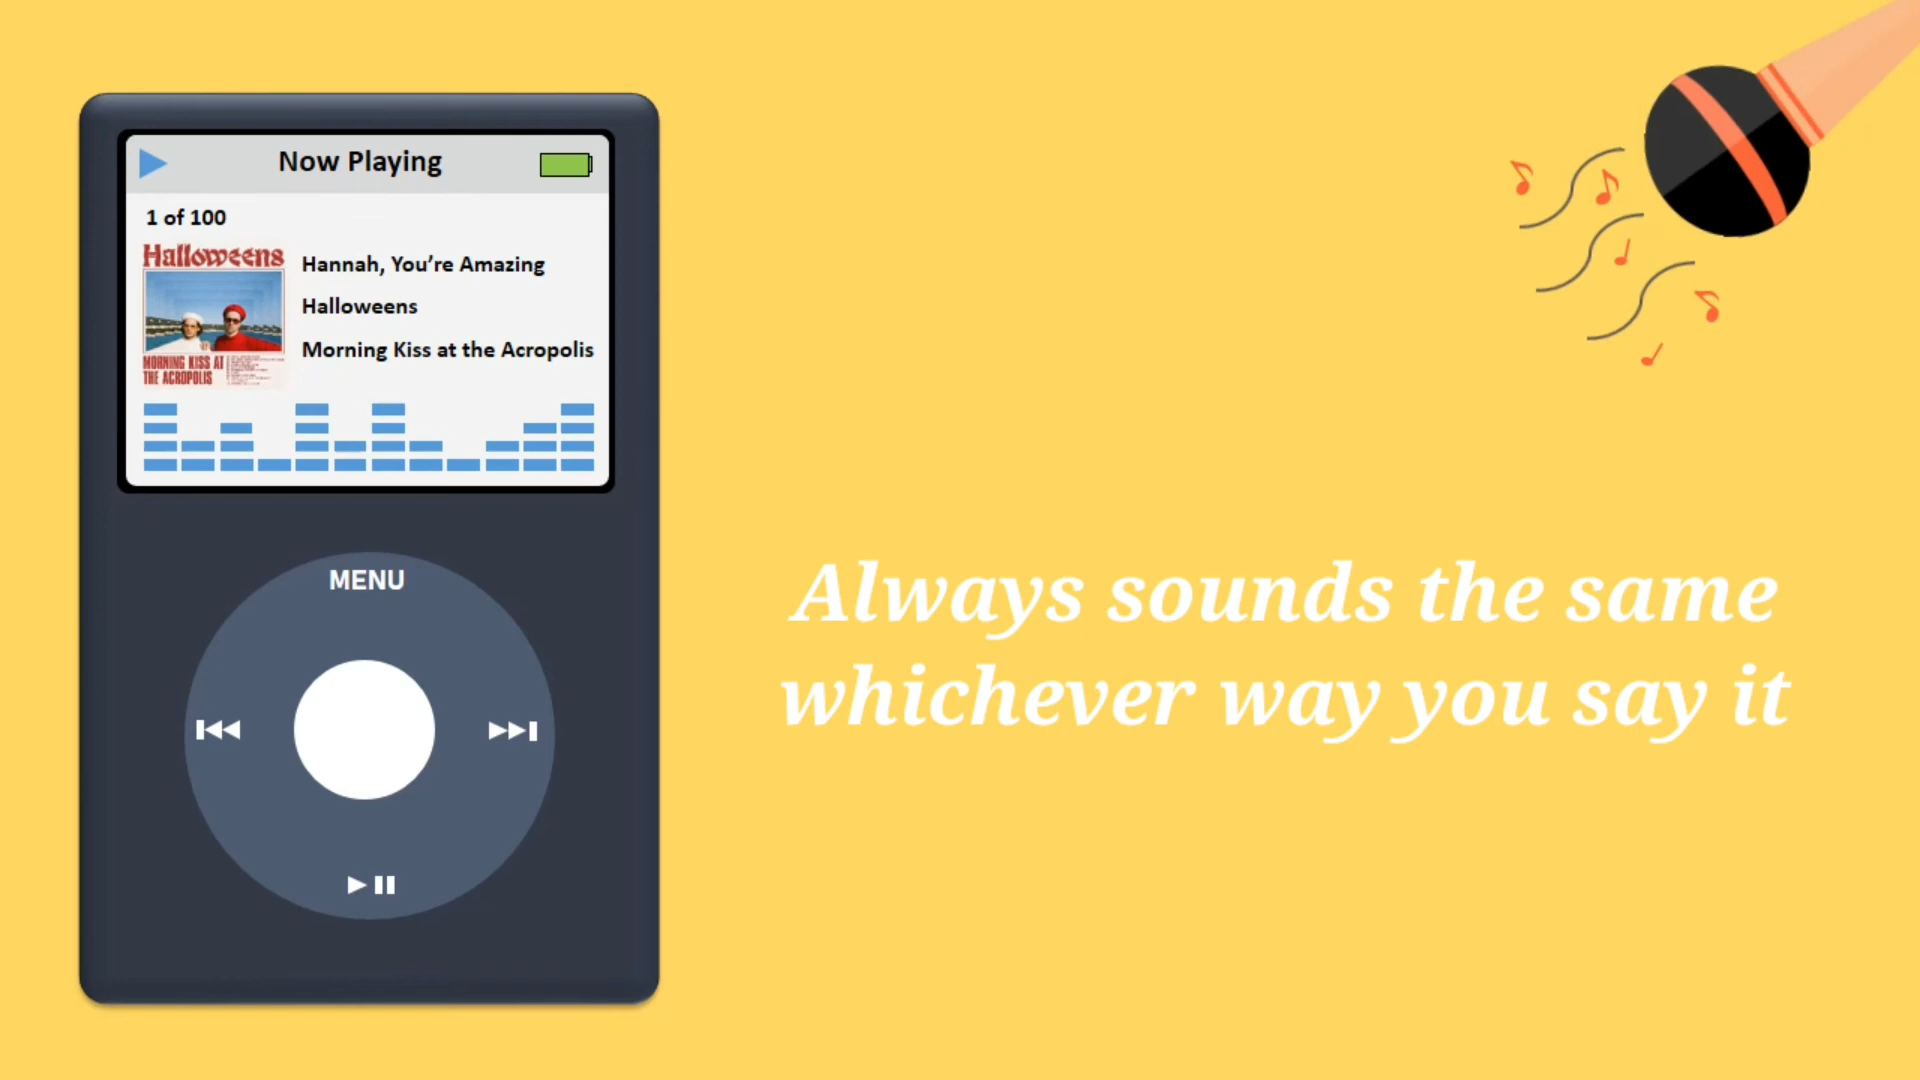 Now Playing
1 of 100
Halloweens
MORNING KISS AT
THE ACROPOLIS
Hannah, You're Amazing
Halloweens
Morning Kiss at the Acropolis
MENU
Always sounds the same
whichever way you say it